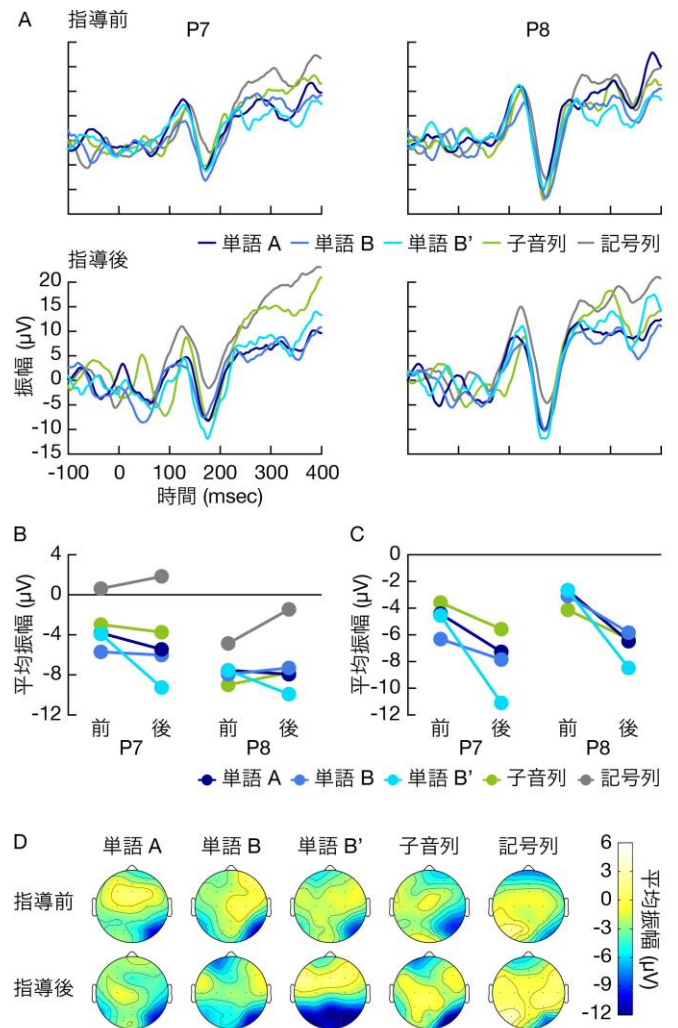 A
指導前
P7
P8
単語 A 単語 B 単語 B' 子音列 記号列
指導後
20
15
10
5
0
-5
-10
-15
振幅 (μV)
-100 0 100 200 300 400
時間 (msec)
B
4
0
-4
-8
-12
平均振幅 (μV)
前 後 前 後
P7 P8
C
0
-2
-4
-6
-8
-10
-12
平均振幅 (μV)
前 後 前 後
P7 P8
単語 A 単語 B 単語 B' 子音列 記号列
D
単語 A 単語 B 単語 B' 子音列 記号列
指導前
指導後
6
3
0
-3
-6
-9
-12
平均振幅 (μV)